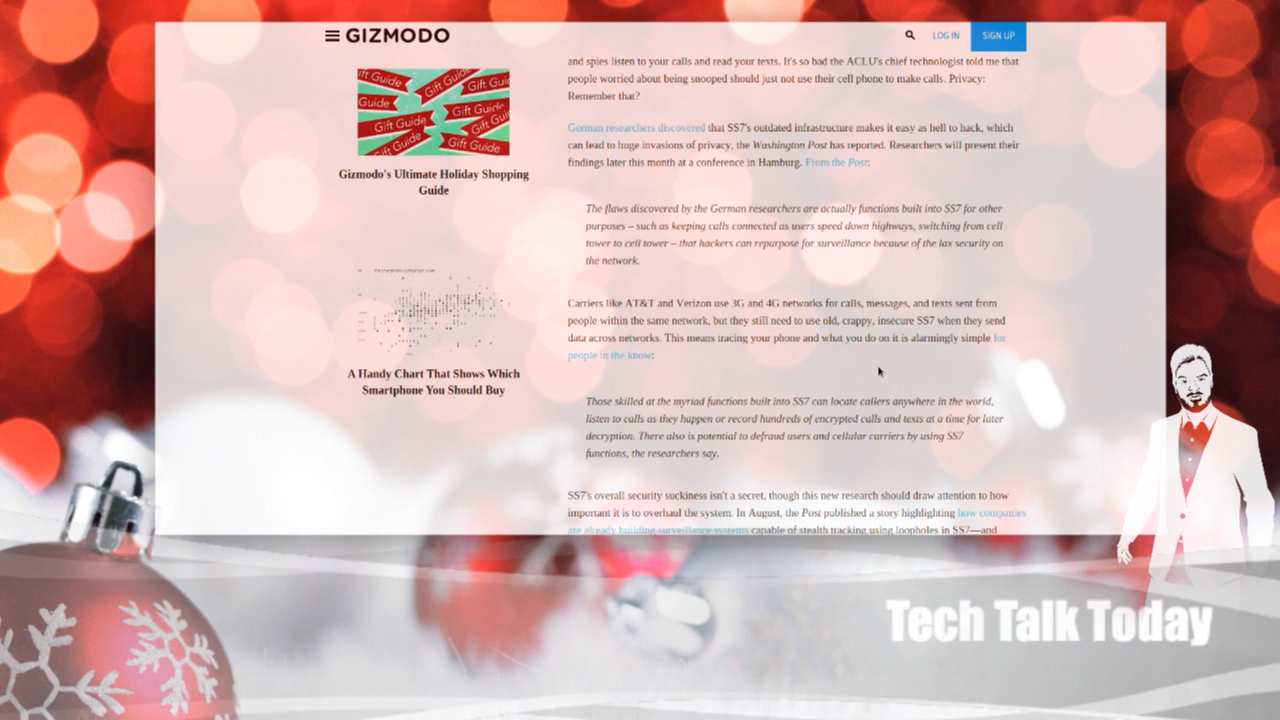 GIZMODO
LOG IN
SIGN UP
Gift Guide
Gift Guide
Guide
Gift Guide
Gift Guide
Gift Guide
Gift Guide
Gizmodo's Ultimate Holiday Shopping
Guide
A Handy Chart That Shows Which
Smartphone You Should Buy
and spies listen to your calls and read your texts. It's so bad the ACLU's chief technologist told me that
people worried about being snooped should just not use their cell phone to make calls. Privacy:
Remember that?
German researchers discovered that SS7's outdated infrastructure makes it easy as hell to hack, which
can lead to huge invasions of privacy, the Washington Post has reported. Researchers will present their
findings later this month at a conference in Hamburg. From the Post:
The flaws discovered by the German researchers are actually functions built into SS7 for other
purposes – such as keeping calls connected as users speed down highways, switching from cell
tower to cell tower – that hackers can repurpose for surveillance because of the lax security on
the network.
Carriers like AT&T and Verizon use 3G and 4G networks for calls, messages, and texts sent from
people within the same network, but they still need to use old, crappy, insecure SS7 when they send
data across networks. This means tracing your phone and what you do on it is alarmingly simple for
people in the know:
Those skilled at the myriad functions built into SS7 can locate callers anywhere in the world,
listen to calls as they happen or record hundreds of encrypted calls and texts at a time for later
decryption. There also is potential to defraud users and cellular carriers by using SS7
functions, the researchers say.
SS7's overall security suckiness isn't a secret, though this new research should draw attention to how
important it is to overhaul the system. In August, the Post published a story highlighting how companies
are already building surveillance systems capable of stealth tracking using loopholes in SS7—and
Tech Talk Today